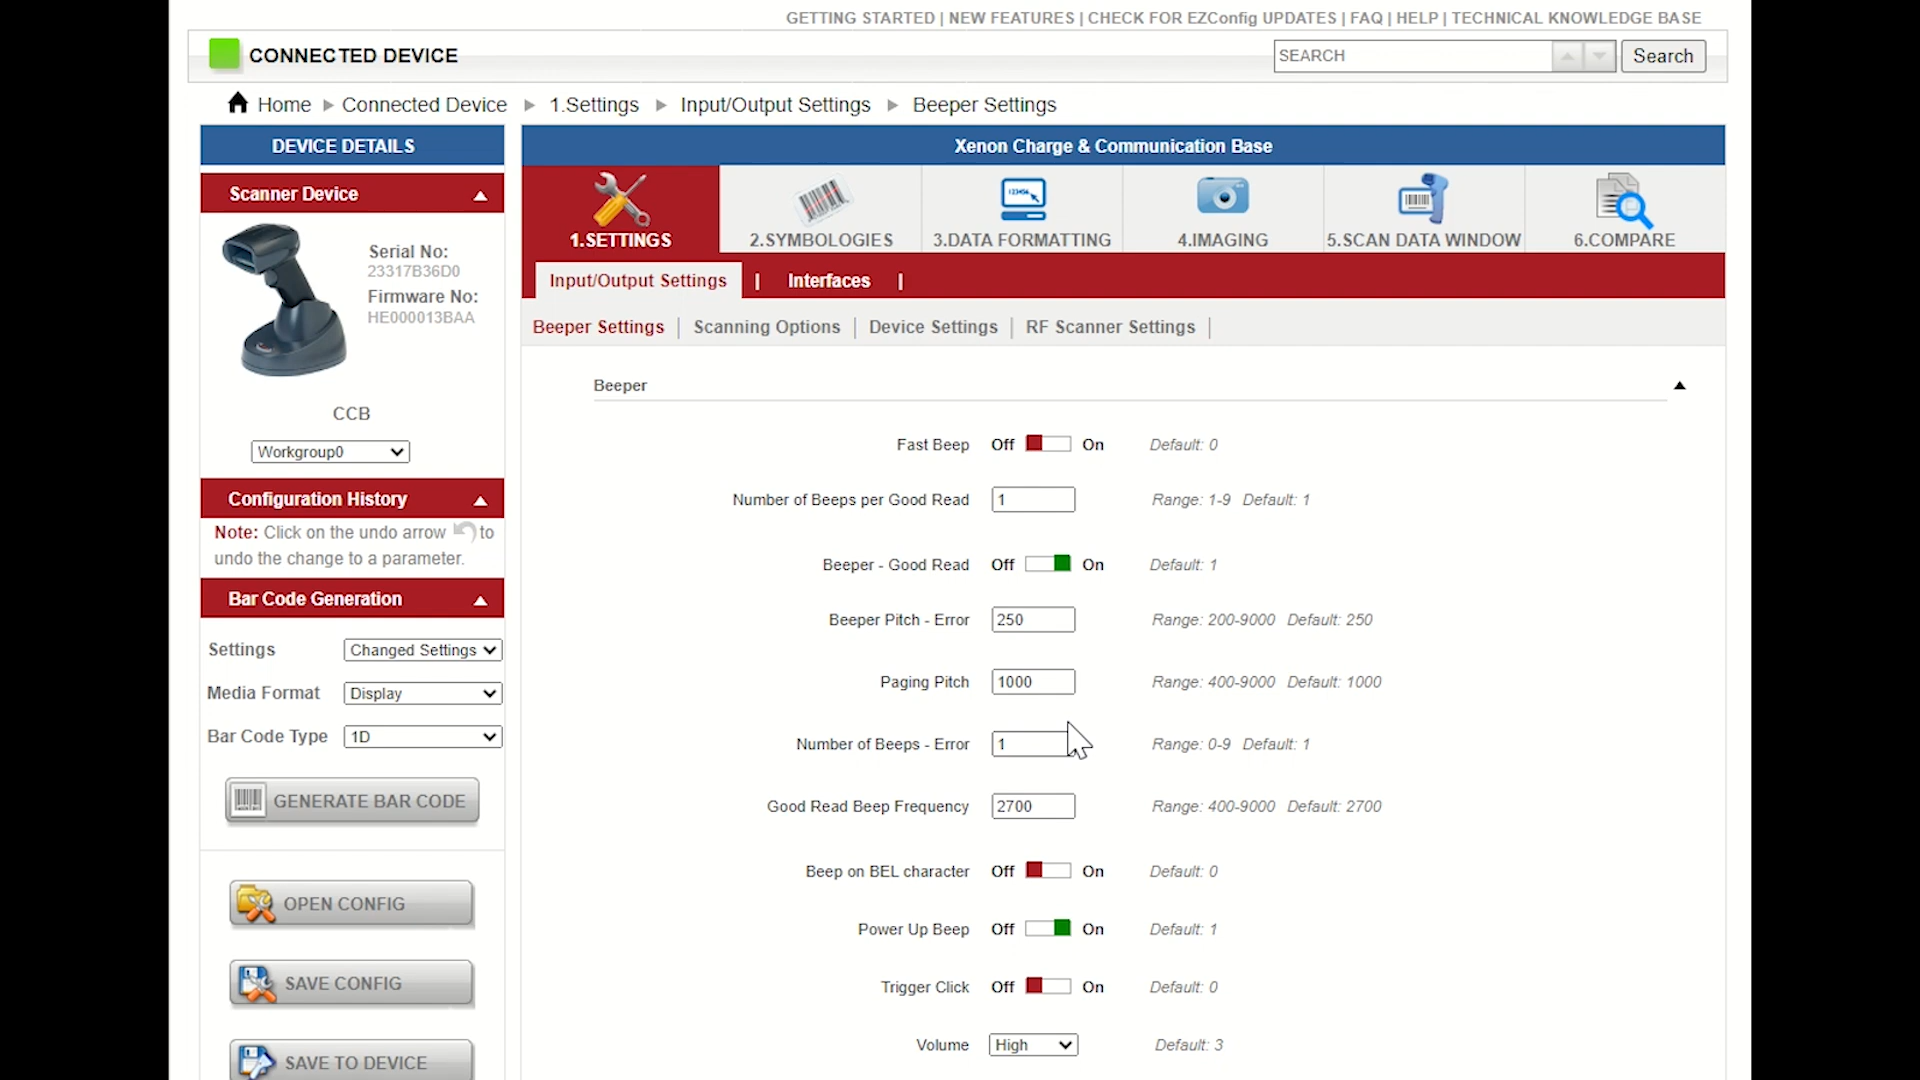 GETTING STARTED | NEW FEATURES | CHECK FOR EZConfig UPDATES | FAQ | HELP | TECHNICAL KNOWLEDGE BASE
CONNECTED DEVICE
SEARCH
Search
Home Connected Device 1.Settings Input/Output Settings Beeper Settings
DEVICE DETAILS
Scanner Device
Serial No:
23317B36D0
Firmware No:
HE000013BAA
CCB
Workgroup0
Configuration History
Note: Click on the undo arrow to
undo the change to a parameter.
Bar Code Generation
Settings Changed Settings
Media Format Display
Bar Code Type 1D
GENERATE BAR CODE
OPEN CONFIG
SAVE CONFIG
SAVE TO DEVICE
Xenon Charge & Communication Base
1.SETTINGS 2.SYMBOLOGIES 3.DATA FORMATTING 4.IMAGING 5.SCAN DATA WINDOW 6.COMPARE
12345s
Input/Output Settings | Interfaces |
Beeper Settings | Scanning Options | Device Settings | RF Scanner Settings |
Beeper
Fast Beep Off On Default: 0
Number of Beeps per Good Read 1 Range: 1-9 Default: 1
Beeper - Good Read Off On Default: 1
Beeper Pitch - Error 250 Range: 200-9000 Default: 250
Paging Pitch 1000 Range: 400-9000 Default: 1000
Number of Beeps - Error 1 Range: 0-9 Default: 1
Good Read Beep Frequency 2700 Range: 400-9000 Default: 2700
Beep on BEL character Off On Default: 0
Power Up Beep Off On Default: 1
Trigger Click Off On Default: 0
Volume High Default: 3